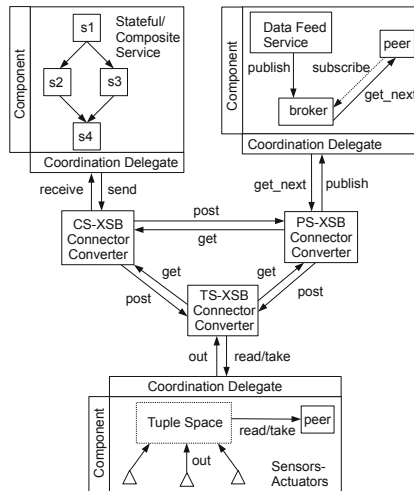 s1
Stateful/
Composite
Service
s2
s3
s4
Component
Coordination Delegate
Data Feed
Service
peer
publish
subscribe
broker
get_next
Component
Coordination Delegate
receive
send
get_next
publish
CS-XSB
Connector
Converter
post
get
PS-XSB
Connector
Converter
get
post
get
post
TS-XSB
Connector
Converter
out
read/take
Coordination Delegate
Component
Tuple Space
peer
read/take
out
Sensors-
Actuators